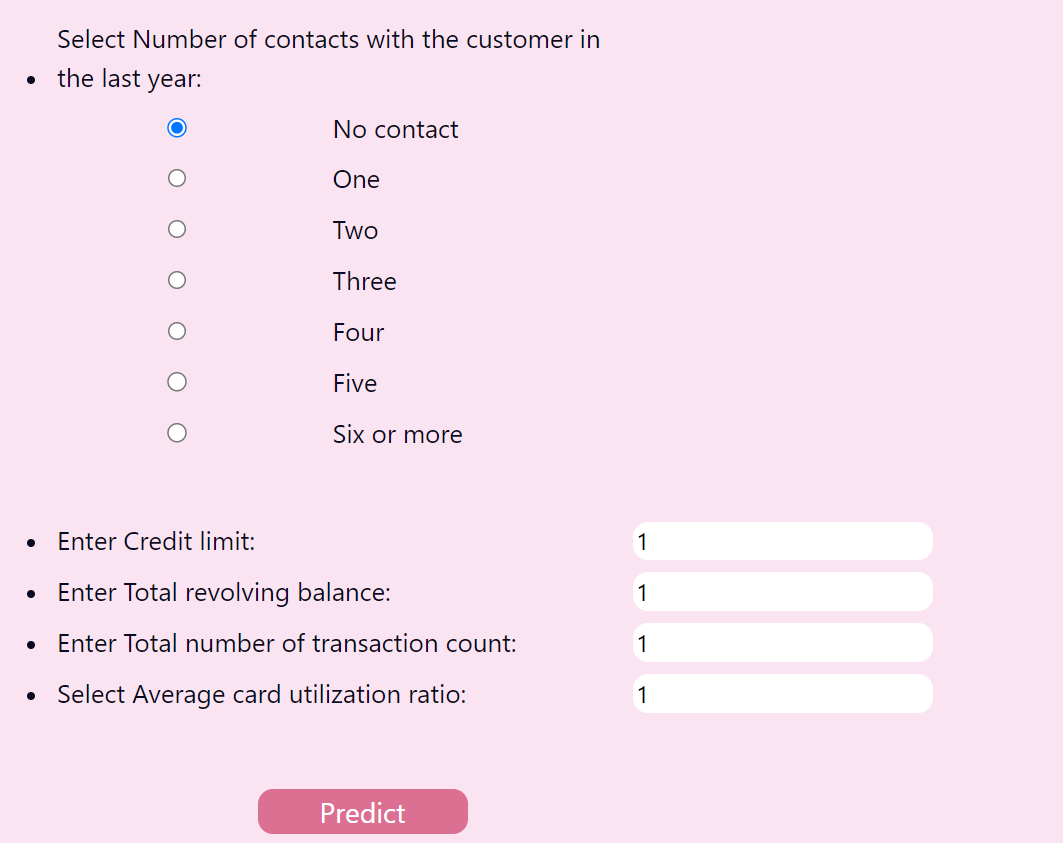 Select Number of contacts with the customer in
the last year:
No contact
One
Two
Three
Four
Five
Six or more
Enter Credit limit: 1
Enter Total revolving balance: 1
Enter Total number of transaction count: 1
Select Average card utilization ratio: 1
Predict